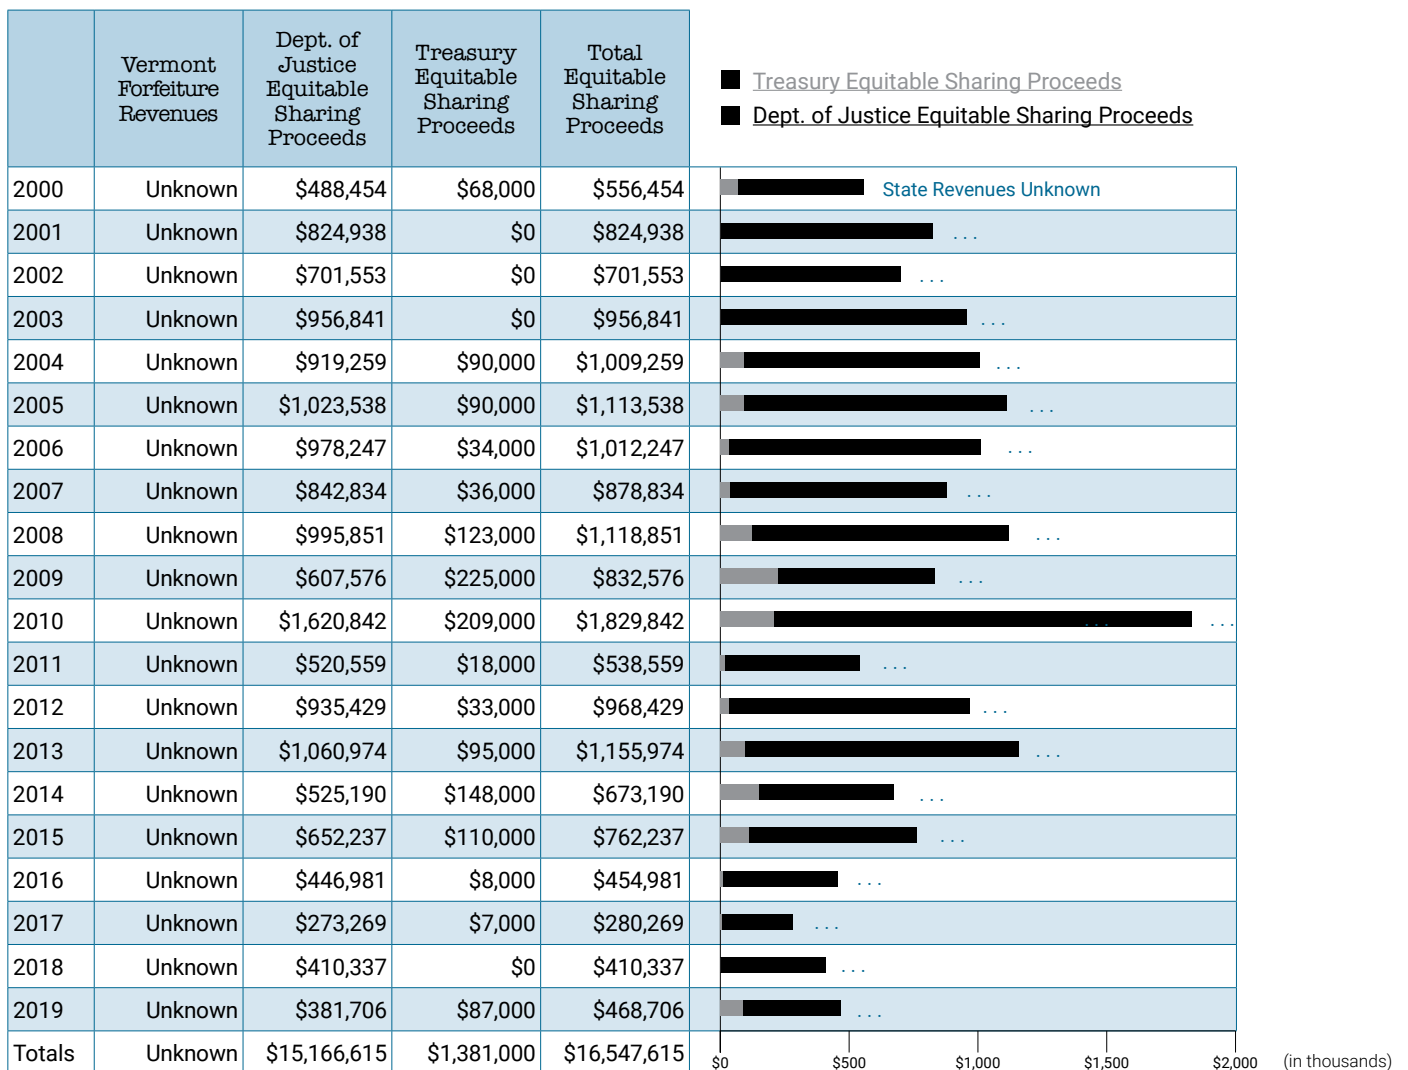 Vermont
Forfeiture
Revenues
Dept. of
Justice
Equitable
Sharing
Proceeds
Treasury
Equitable
Sharing
Proceeds
Total
Equitable
Sharing
Proceeds
Treasury Equitable Sharing Proceeds
Dept. of Justice Equitable Sharing Proceeds
2000 Unknown $488,454 $68,000 $556,454 State Revenues Unknown
2001 Unknown $824,938 $0 $824,938 ...
2002 Unknown $701,553 $0 $701,553 ...
2003 Unknown $956,841 $0 $956,841 ...
2004 Unknown $919,259 $90,000 $1,009,259 ...
2005 Unknown $1,023,538 $90,000 $1,113,538 ...
2006 Unknown $978,247 $34,000 $1,012,247 ...
2007 Unknown $842,834 $36,000 $878,834 ...
2008 Unknown $995,851 $123,000 $1,118,851 ...
2009 Unknown $607,576 $225,000 $832,576 ...
2010 Unknown $1,620,842 $209,000 $1,829,842 ... ...
2011 Unknown $520,559 $18,000 $538,559 ...
2012 Unknown $935,429 $33,000 $968,429 ...
2013 Unknown $1,060,974 $95,000 $1,155,974 ...
2014 Unknown $525,190 $148,000 $673,190 ...
2015 Unknown $652,237 $110,000 $762,237 ...
2016 Unknown $446,981 $8,000 $454,981 ...
2017 Unknown $273,269 $7,000 $280,269 ...
2018 Unknown $410,337 $0 $410,337 ...
2019 Unknown $381,706 $87,000 $468,706 ...
Totals Unknown $15,166,615 $1,381,000 $16,547,615
$0 $500 $1,000 $1,500 $2,000 (in thousands)